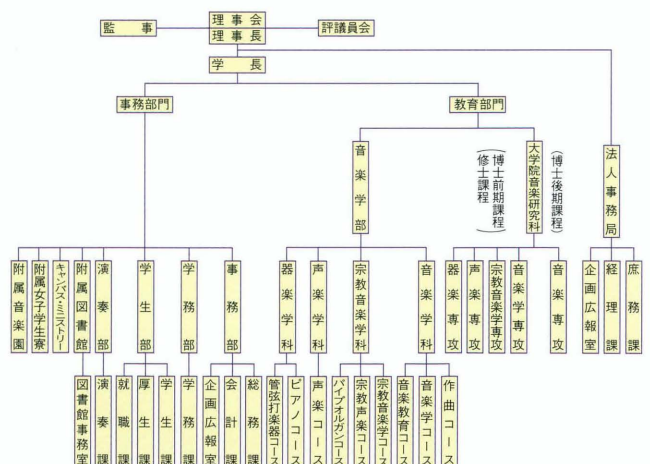 理事会
監事
理事長
評議員会
学長
事務部門
教育部門
音楽学部
大学院音楽研究科
(博士前期課程)
(修士課程)
(博士後期課程)
法人事務局
附属音楽園
附属女子学生寮
キャンパス・ミニストリー
附属図書館
演奏部
学生部
学務部
事務部
器楽学科
声楽学科
宗教音楽学科
音楽学科
器楽専攻
声楽専攻
宗教音楽学専攻
音楽学専攻
音楽専攻
企画広報室
経理課
庶務課
図書館事務室
演奏課
就職課
厚生課
学生課
学務課
企画広報室
会計課
総務課
管弦打楽器コース
ピアノコース
声楽コース
パイプオルガンコース
宗教声楽コース
宗教音楽学コース
音楽教育コース
音楽学コース
作曲コース